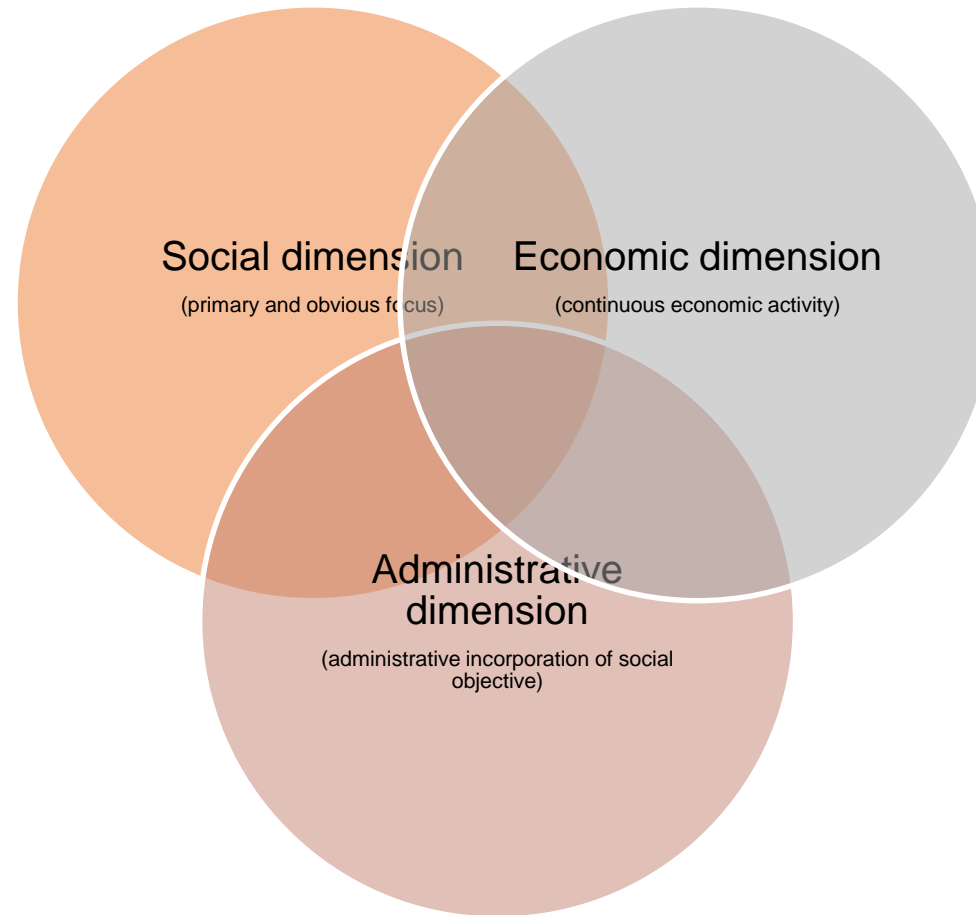 Social dimension
(primary and obvious focus)
Economic dimension
(continuous economic activity)
Administrative
dimension
(administrative incorporation of social
objective)